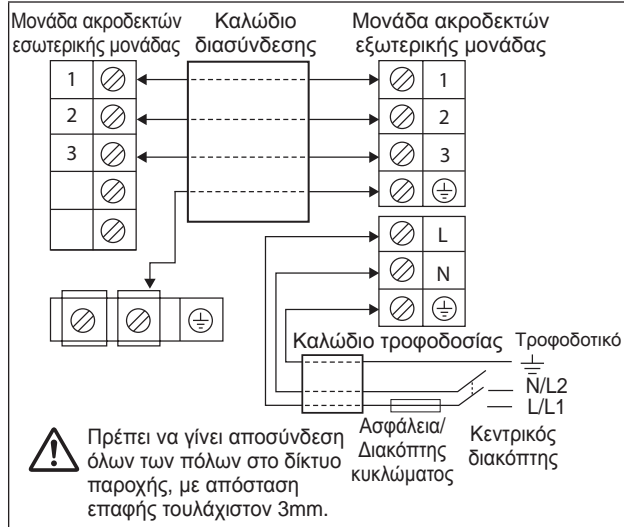 Μονάδα ακροδεκτών
εσωτερικής μονάδας
Καλώδιο
διασύνδεσης
Μονάδα ακροδεκτών
εξωτερικής μονάδας
1
2
3
1
2
3
L
N
Καλώδιο τροφοδοσίας
Τροφοδοτικό
N/L2
L/L1
Ασφάλεια/
Διακόπτης
κυκλώματος
Κεντρικός
διακόπτης
Πρέπει να γίνει αποσύνδεση
όλων των πόλων στο δίκτυο
παροχής, με απόσταση
επαφής τουλάχιστον 3mm.